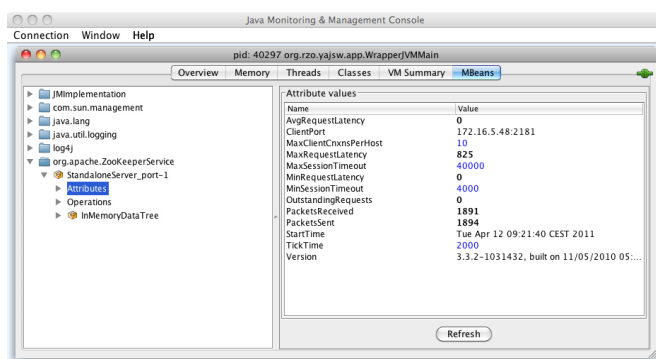 Java Monitoring & Management Console
Connection Window Help
pid: 40297 org.rzo.yajsw.app.WrapperJVMMain
Overview Memory Threads Classes VM Summary MBeans
JMImplementation
com.sun.management
java.lang
java.util.logging
log4j
org.apache.ZooKeeperService
StandaloneServer_port-1
Attributes
Operations
InMemoryDataTree
Attribute values
Name Value
AvgRequestLatency 0
ClientPort 172.16.5.48:2181
MaxClientCnxnsPerHost 10
MaxRequestLatency 825
MaxSessionTimeout 40000
MinRequestLatency 0
MinSessionTimeout 4000
OutstandingRequests 0
PacketsReceived 1891
PacketsSent 1894
StartTime Tue Apr 12 09:21:40 CEST 2011
TickTime 2000
Version 3.3.2-1031432, built on 11/05/2010 05:...
Refresh